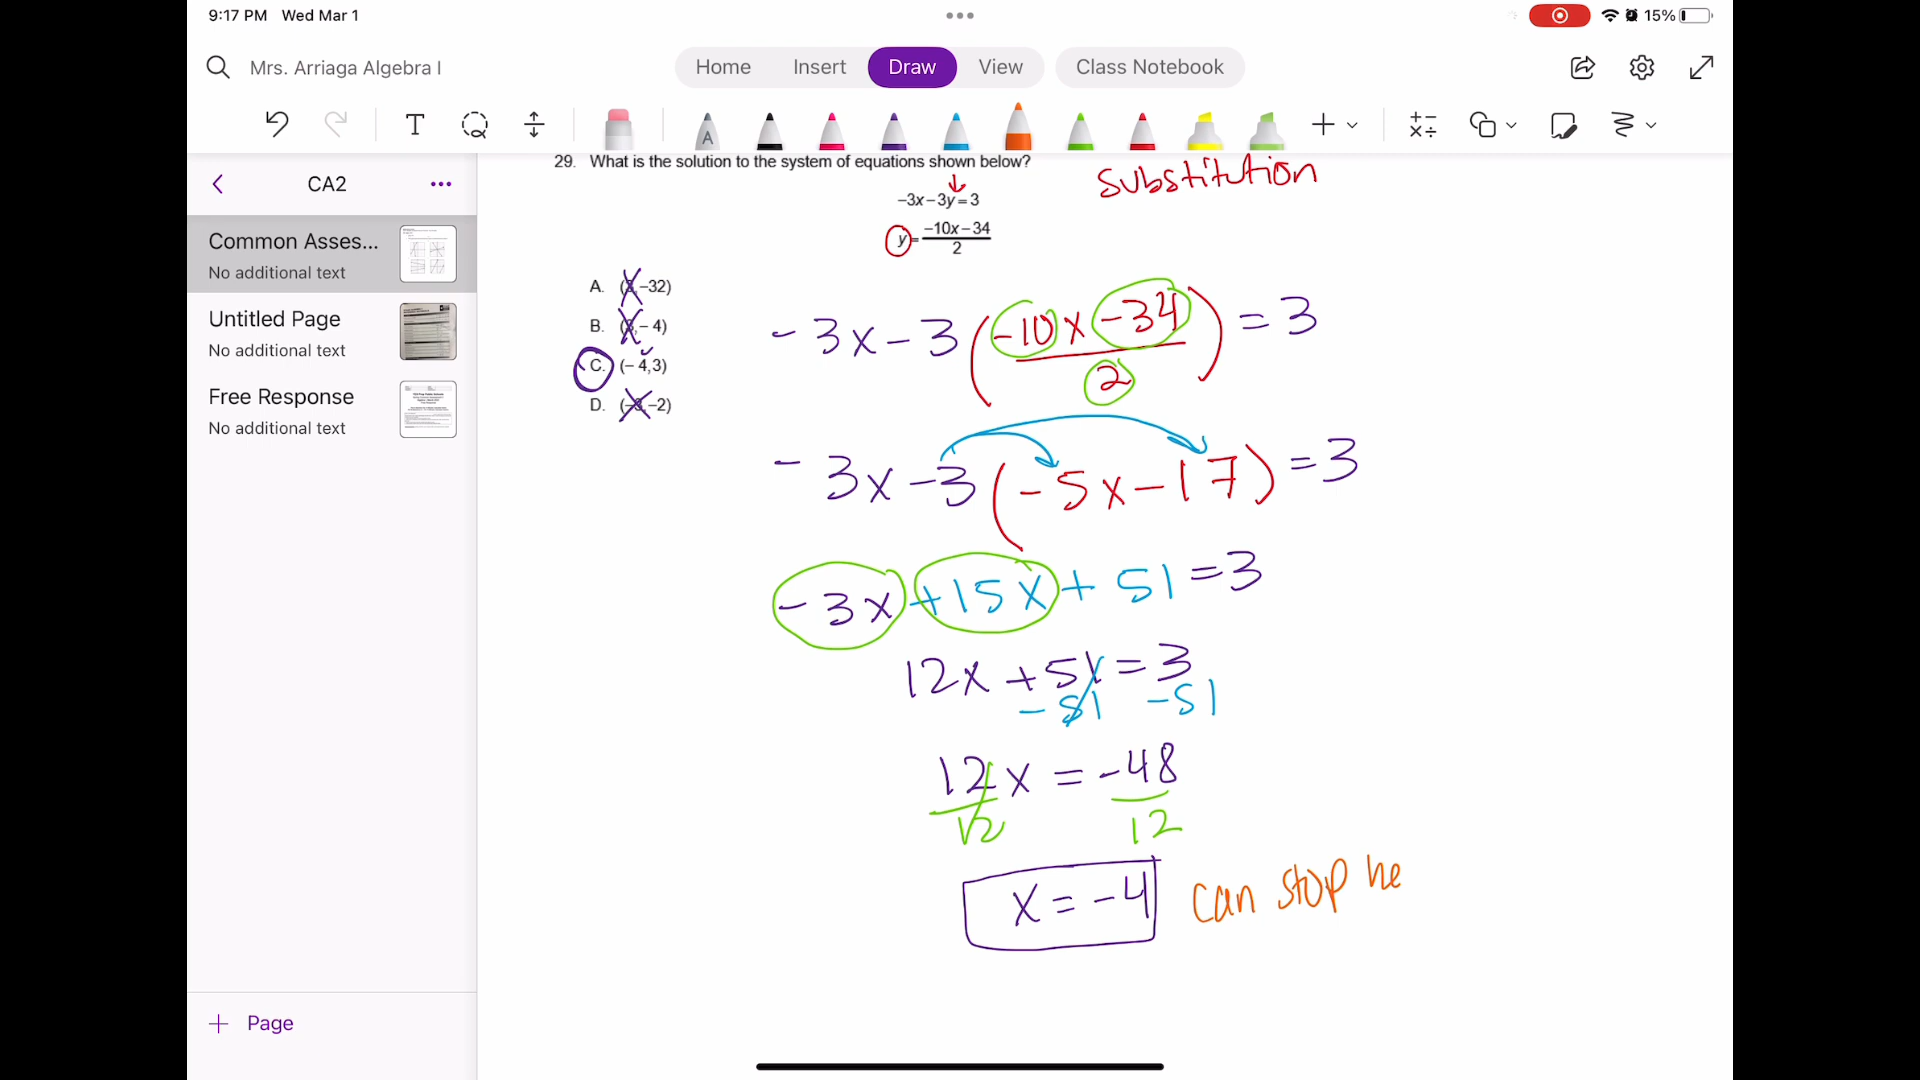 9:17 PM Wed Mar 1
15%
Mrs. Arriaga Algebra I
Home Insert Draw View Class Notebook
T A
CA2
Common Asses...
No additional text
Untitled Page
No additional text
Free Response
No additional text
+ Page
29. What is the solution to the system of equations shown below?
substitution
-3x-3y=3
y=
-10x-34
2
A. -32)
B. -4)
C. (-4,3)
D. -2)
-3x-3(-10x-34)=3
2
-3x-3(-5x-17)=3
-3x+15x+51=3
12x+51=3
-51 -51
12x=-48
12 12
x=-4 can stop he